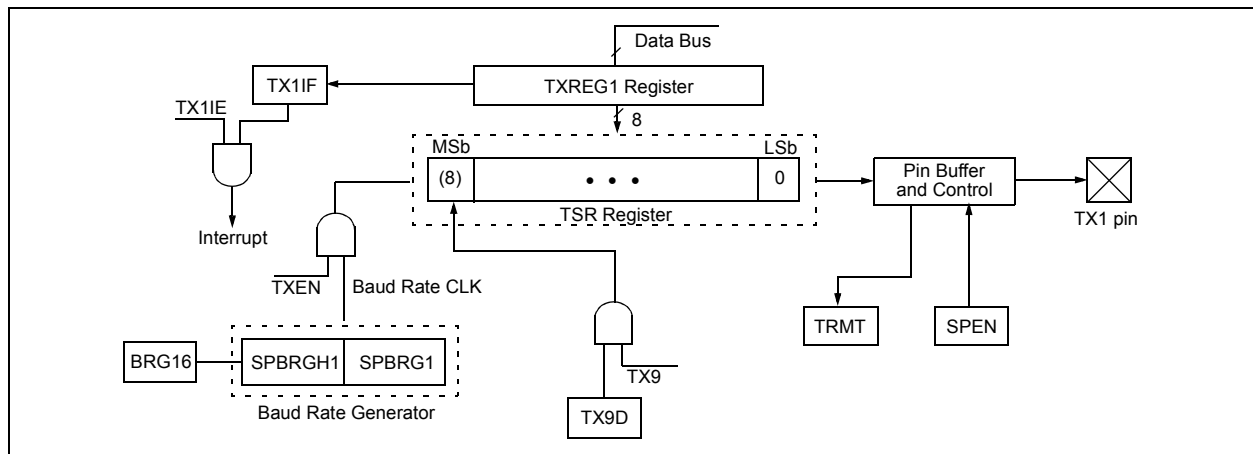 Data Bus
TX1IF
TXREG1 Register
TX1IE
8
MSb
LSb
(8)
• • •
0
TSR Register
Pin Buffer
and Control
TX1 pin
Interrupt
TXEN
Baud Rate CLK
TRMT
SPEN
BRG16
SPBRGH1
SPBRG1
TX9
Baud Rate Generator
TX9D